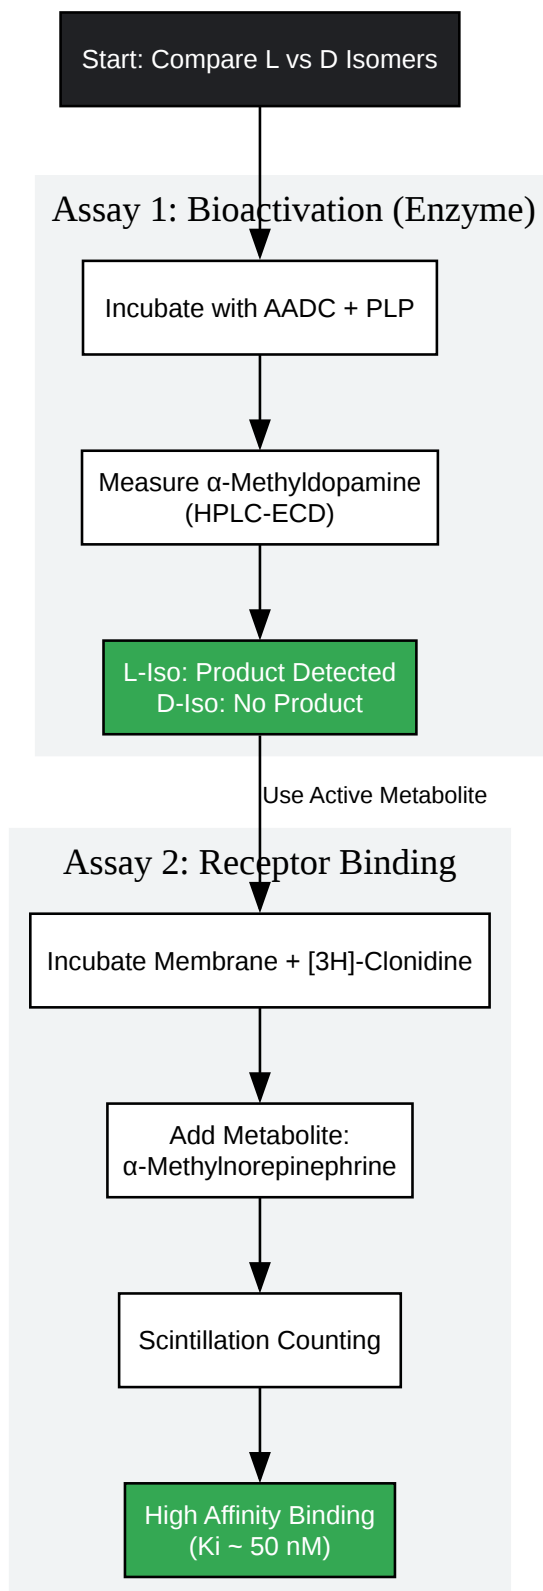 Start: Compare L vs D Isomers
Assay 1: Bioactivation (Enzyme)
Incubate with AADC + PLP
Measure α-Methyldopamine
(HPLC-ECD)
L-Iso: Product Detected
D-Iso: No Product
Use Active Metabolite
Assay 2: Receptor Binding
Incubate Membrane + [3H]-Clonidine
Add Metabolite:
α-Methylnorepinephrine
Scintillation Counting
High Affinity Binding
(Ki ~ 50 nM)